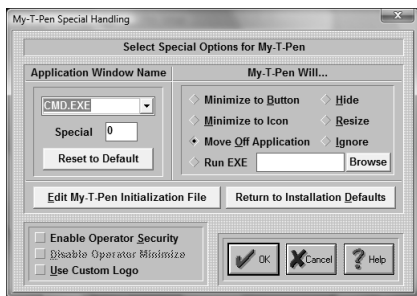 My-T-Pen Special Handling
Select Special Options for My-T-Pen
Application Window Name
My-T-Pen Will...
CMD.EXE
Special 0
Reset to Default
Minimize to Button
Hide
Minimize to Icon
Resize
Move Off Application
Ignore
Run EXE
Browse
Edit My-T-Pen Initialization File
Return to Installation Defaults
Enable Operator Security
Disable Operator Minimize
Use Custom Logo
OK
Cancel
? Help